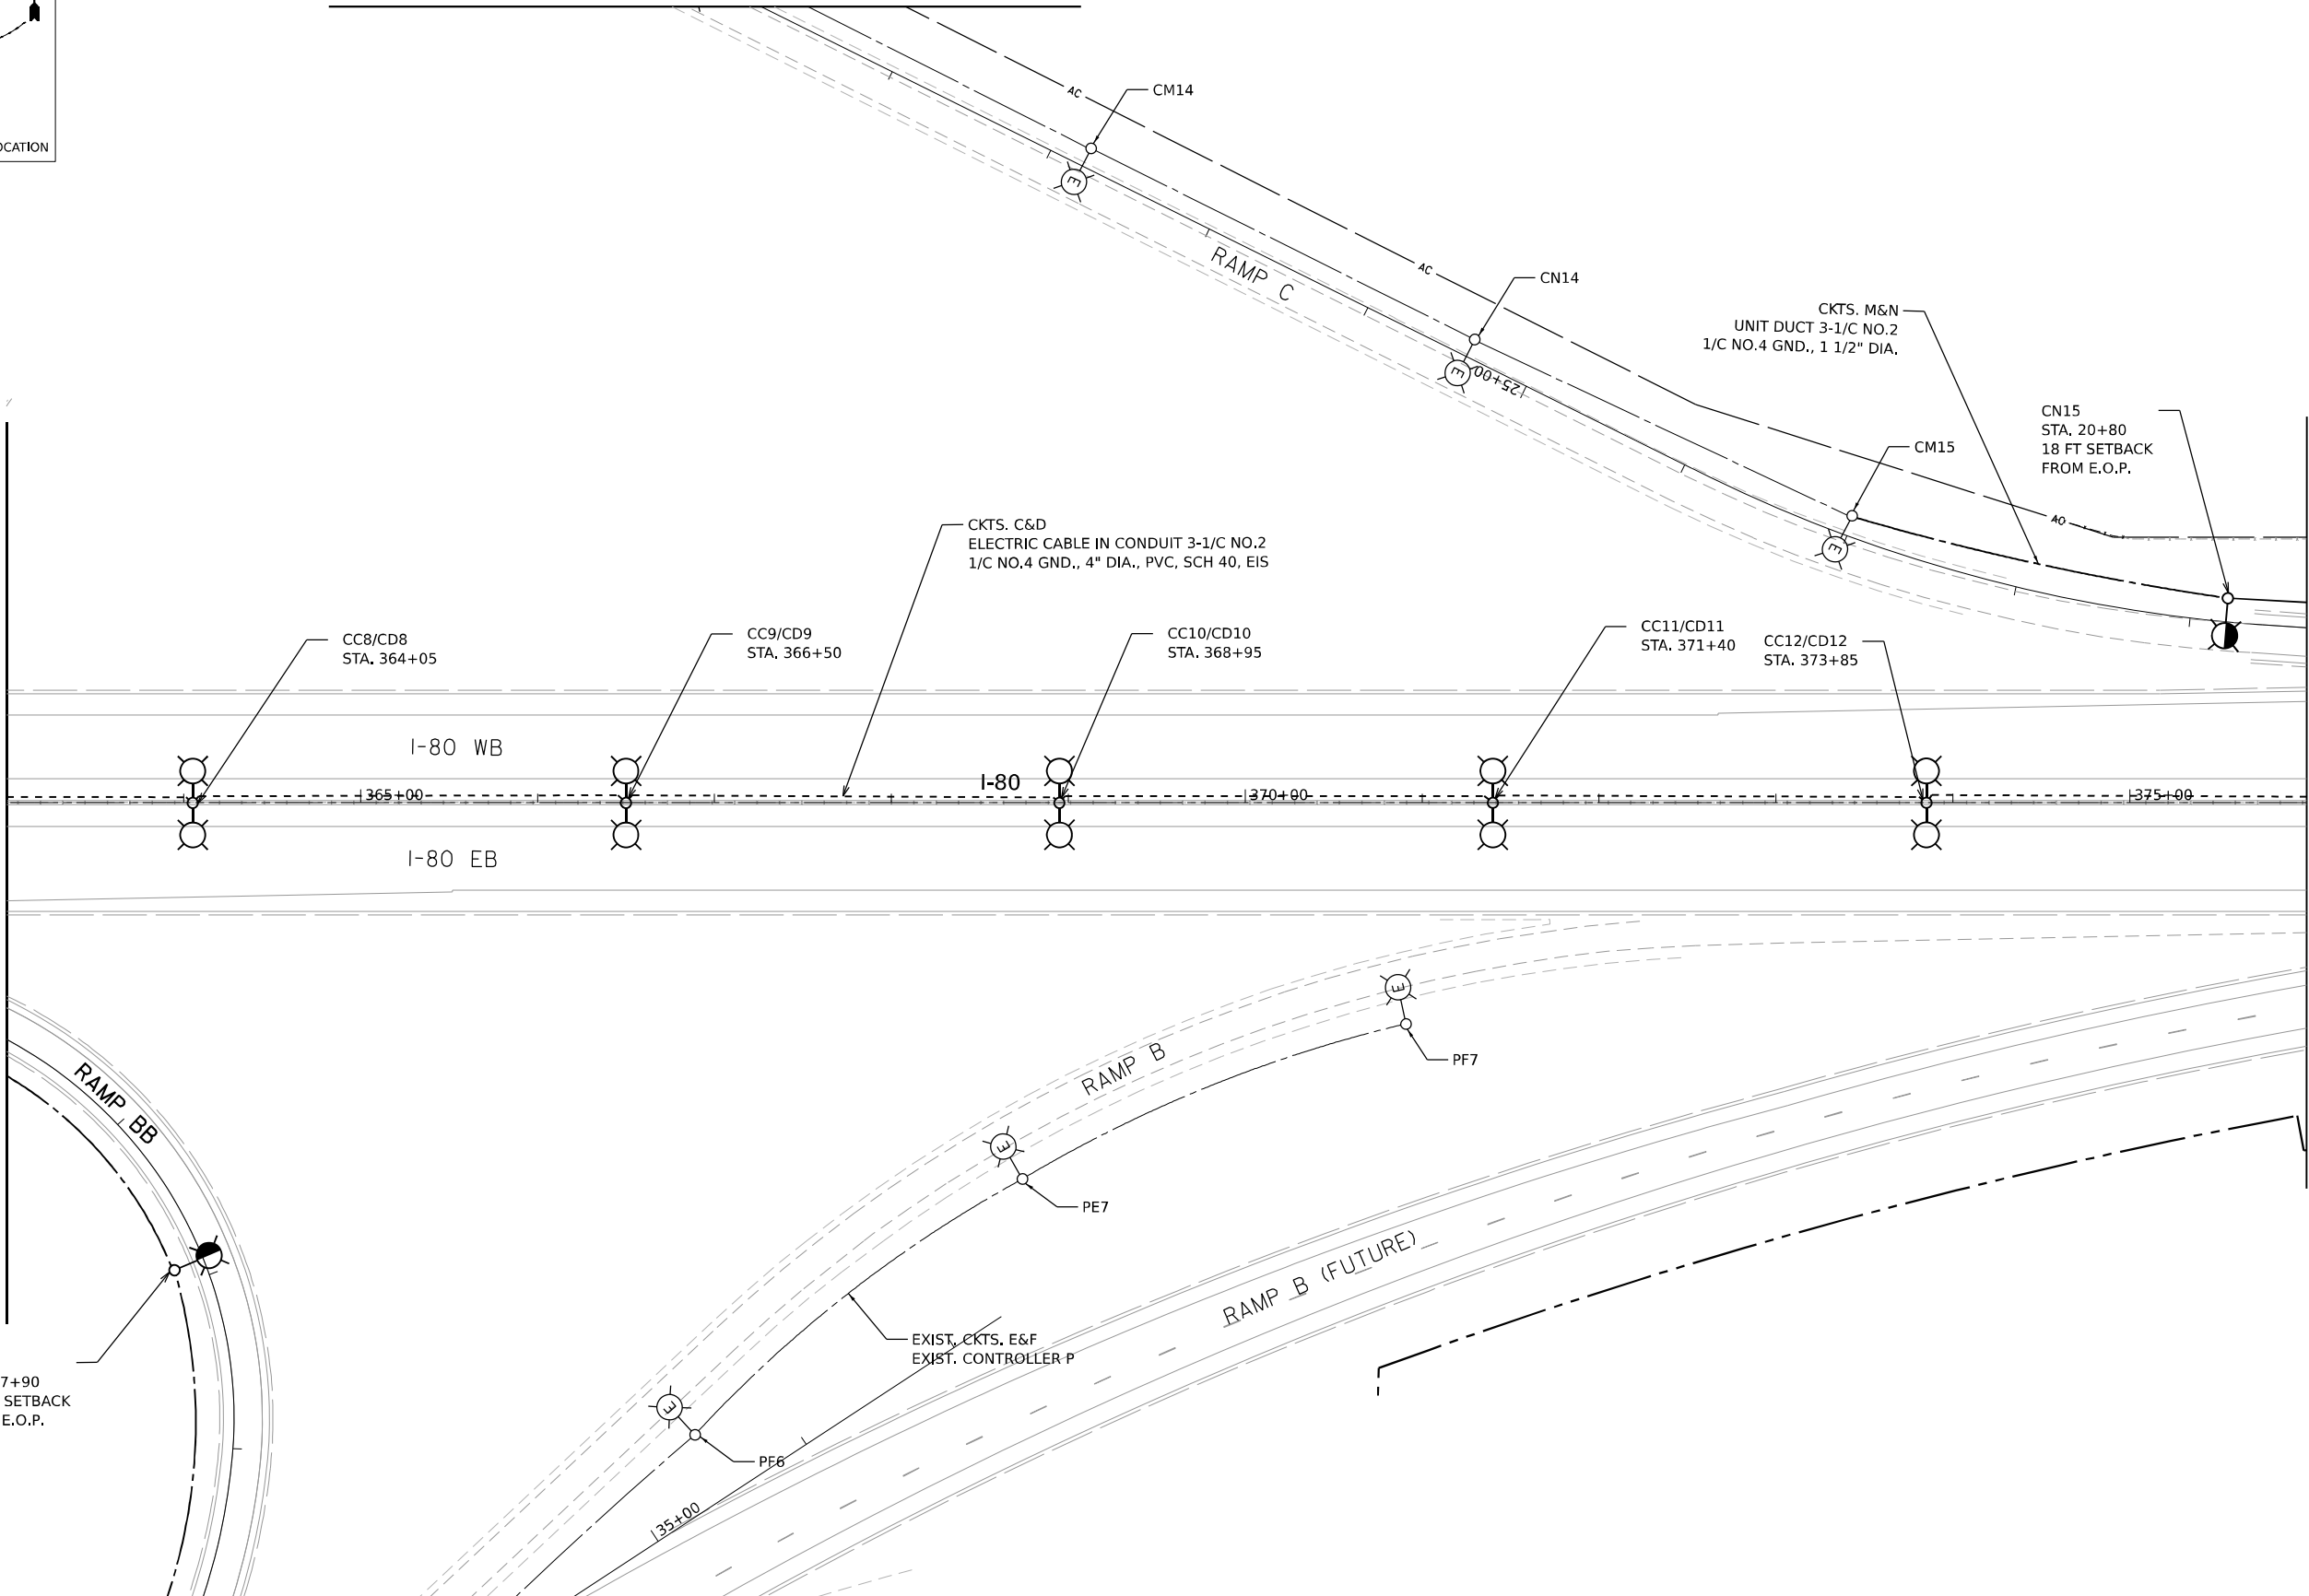 OCATION
AC
CM14
RAMP C
AC
CN14
25+00
CKTS. M&N
UNIT DUCT 3-1/C NO.2
1/C NO.4 GND., 1 1/2" DIA.
CN15
STA. 20+80
18 FT SETBACK
FROM E.O.P.
CM15
AC
CKTS. C&D
ELECTRIC CABLE IN CONDUIT 3-1/C NO.2
1/C NO.4 GND., 4" DIA., PVC, SCH 40, EIS
CC8/CD8
STA. 364+05
CC9/CD9
STA. 366+50
CC10/CD10
STA. 368+95
CC11/CD11
STA. 371+40
CC12/CD12
STA. 373+85
E
E
E
I-80 WB
I-80
365+00
370+00
375+00
I-80 EB
E
RAMP B
PF7
RAMP BB
E
PE7
RAMP B (FUTURE)
EXIST. CKTS. E&F
EXIST. CONTROLLER P
7+90
SETBACK
E.O.P.
E
PF6
35+00